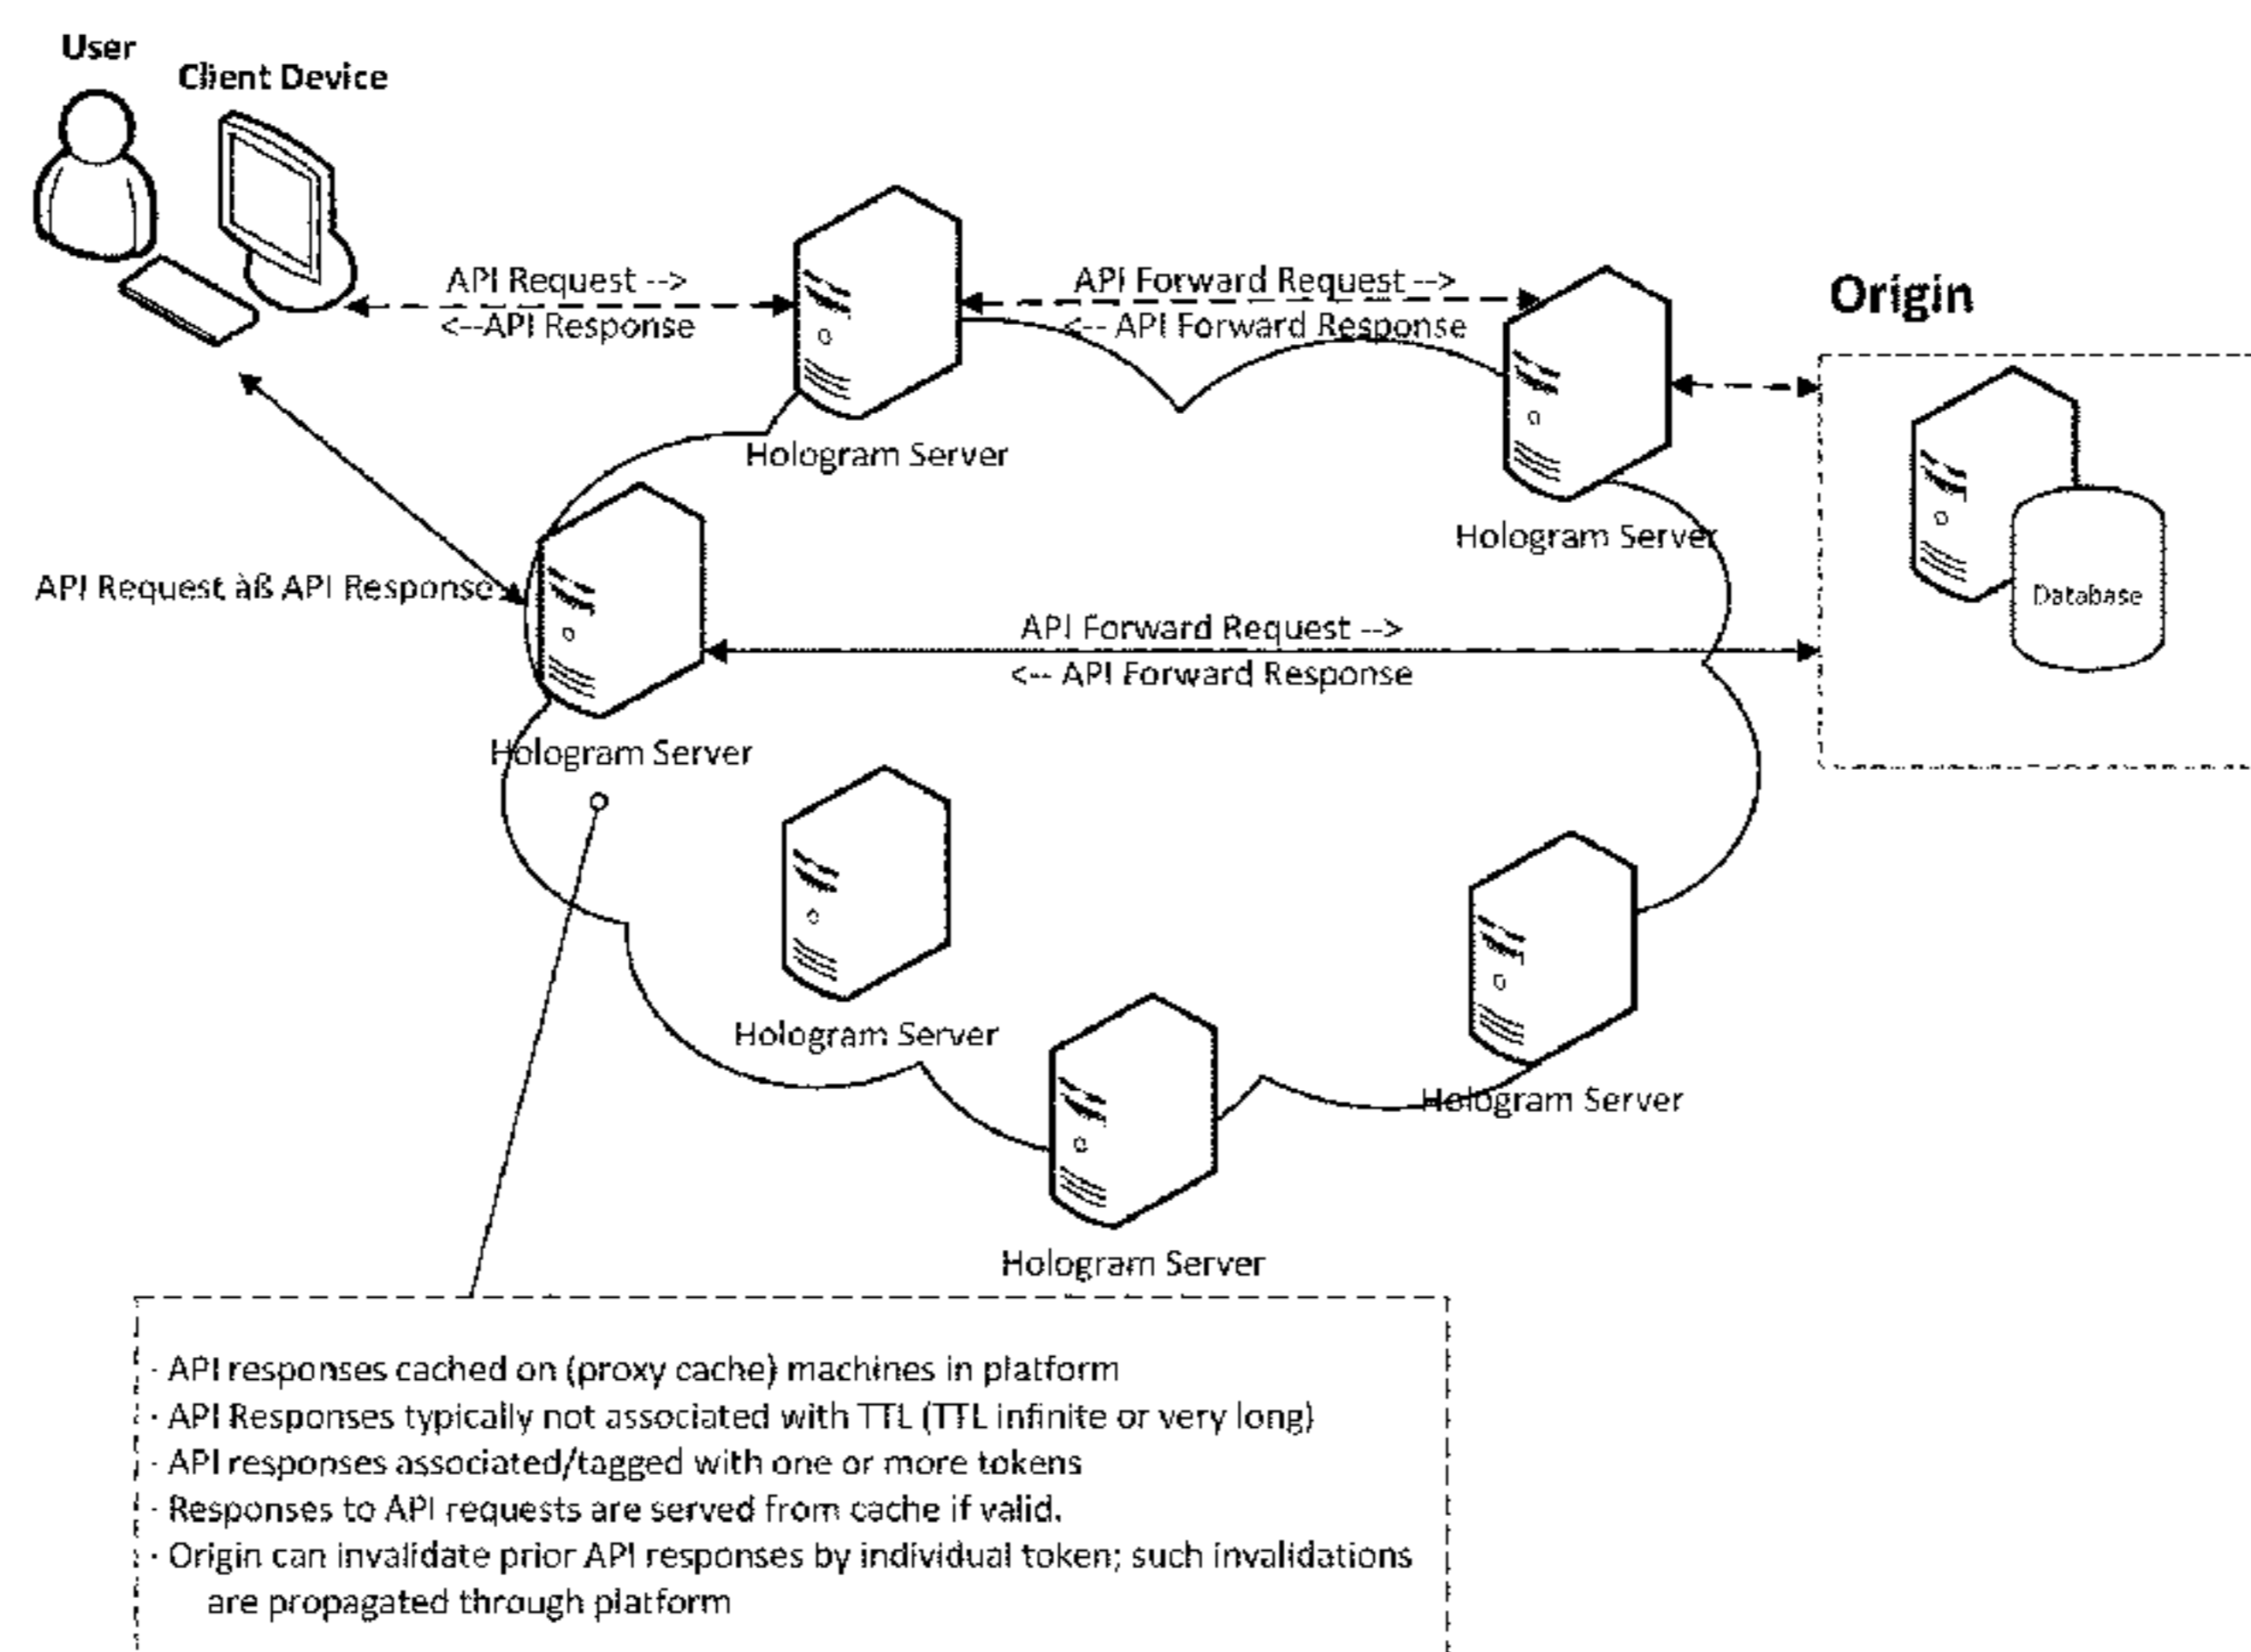 User
Client Device
API Request -->
<--API Response
API Forward Request -->
<-- API Forward Response
Origin
Hologram Server
Hologram Server
Database
API Request àß API Response
API Forward Request -->
<-- API Forward Response
Hologram Server
Hologram Server
Hologram Server
Hologram Server
· API responses cached on (proxy cache) machines in platform
· API Responses typically not associated with TTL (TTL infinite or very long)
· API responses associated/tagged with one or more tokens
· Responses to API requests are served from cache if valid.
· Origin can invalidate prior API responses by individual token; such invalidations
are propagated through platform